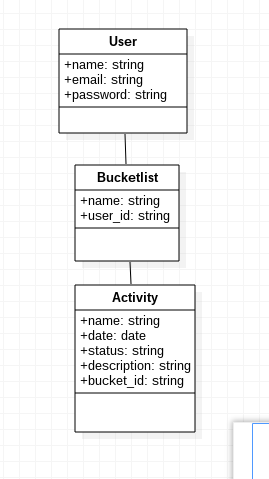 User
+name: string
+email: string
+password: string
Bucketlist
+name: string
+user_id: string
Activity
+name: string
+date: date
+status: string
+description: string
+bucket_id: string